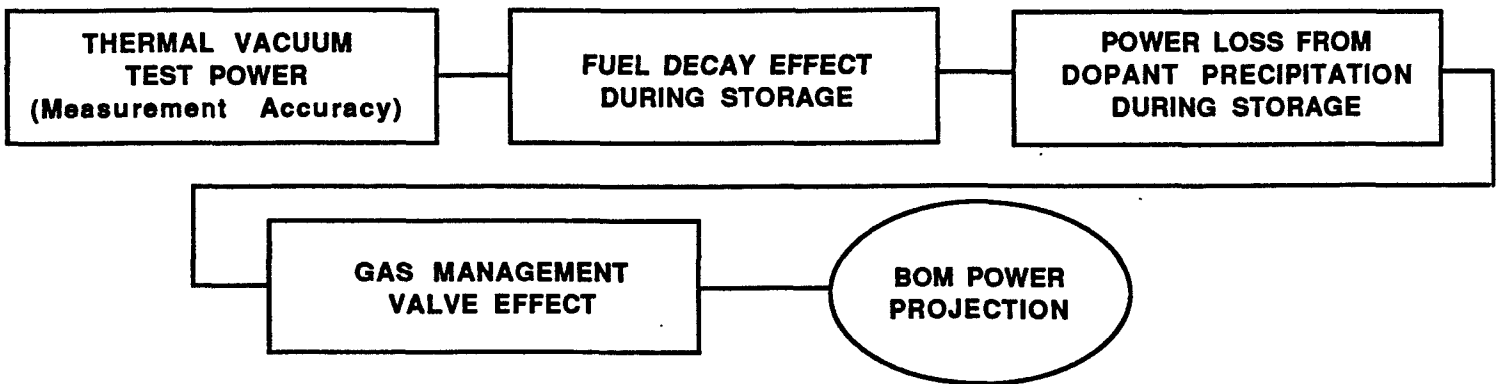 THERMAL VACUUM
TEST POWER
(Measurement Accuracy)
FUEL DECAY EFFECT
DURING STORAGE
POWER LOSS FROM
DOPANT PRECIPITATION
DURING STORAGE
GAS MANAGEMENT
VALVE EFFECT
BOM POWER
PROJECTION